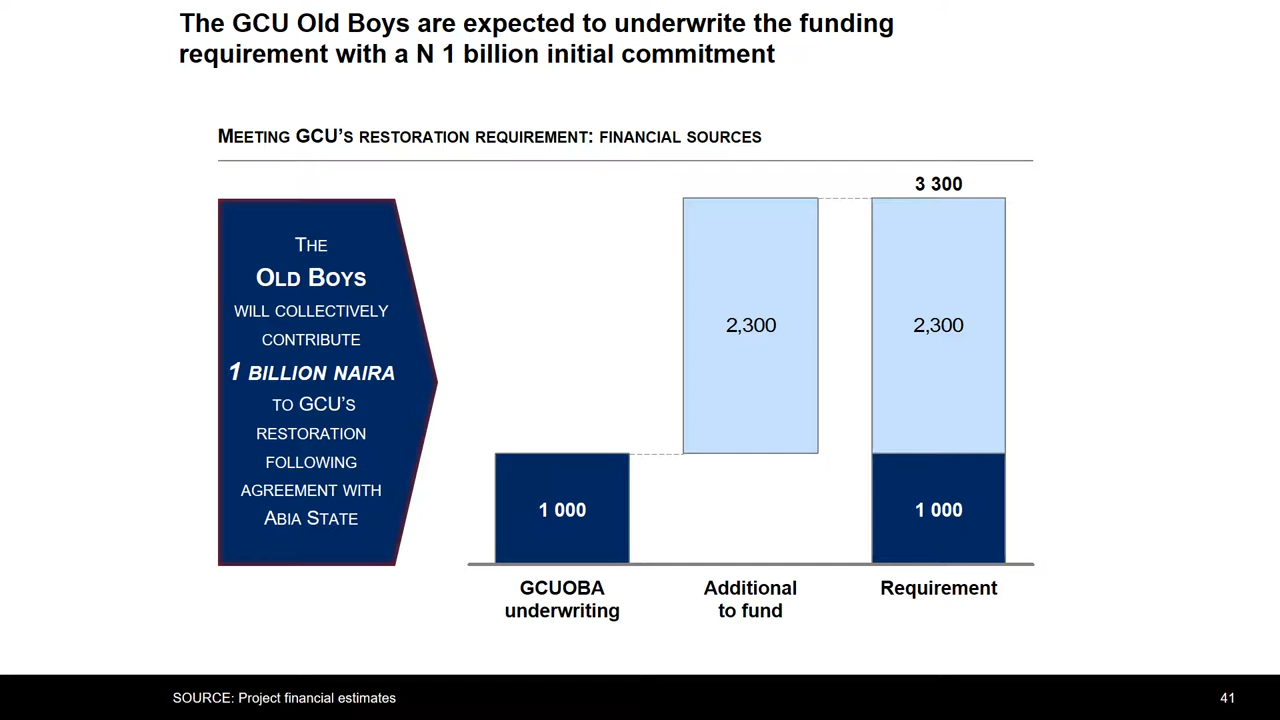 The GCU Old Boys are expected to underwrite the funding
requirement with a N 1 billion initial commitment
MEETING GCU'S RESTORATION REQUIREMENT: FINANCIAL SOURCES
THE
OLD BOYS
WILL COLLECTIVELY
CONTRIBUTE
1 BILLION NAIRA
TO GCU'S
RESTORATION
FOLLOWING
AGREEMENT WITH
ABIA STATE
3 300
2,300
2,300
1 000
1 000
GCUOBA
underwriting
Additional
to fund
Requirement
SOURCE: Project financial estimates
41